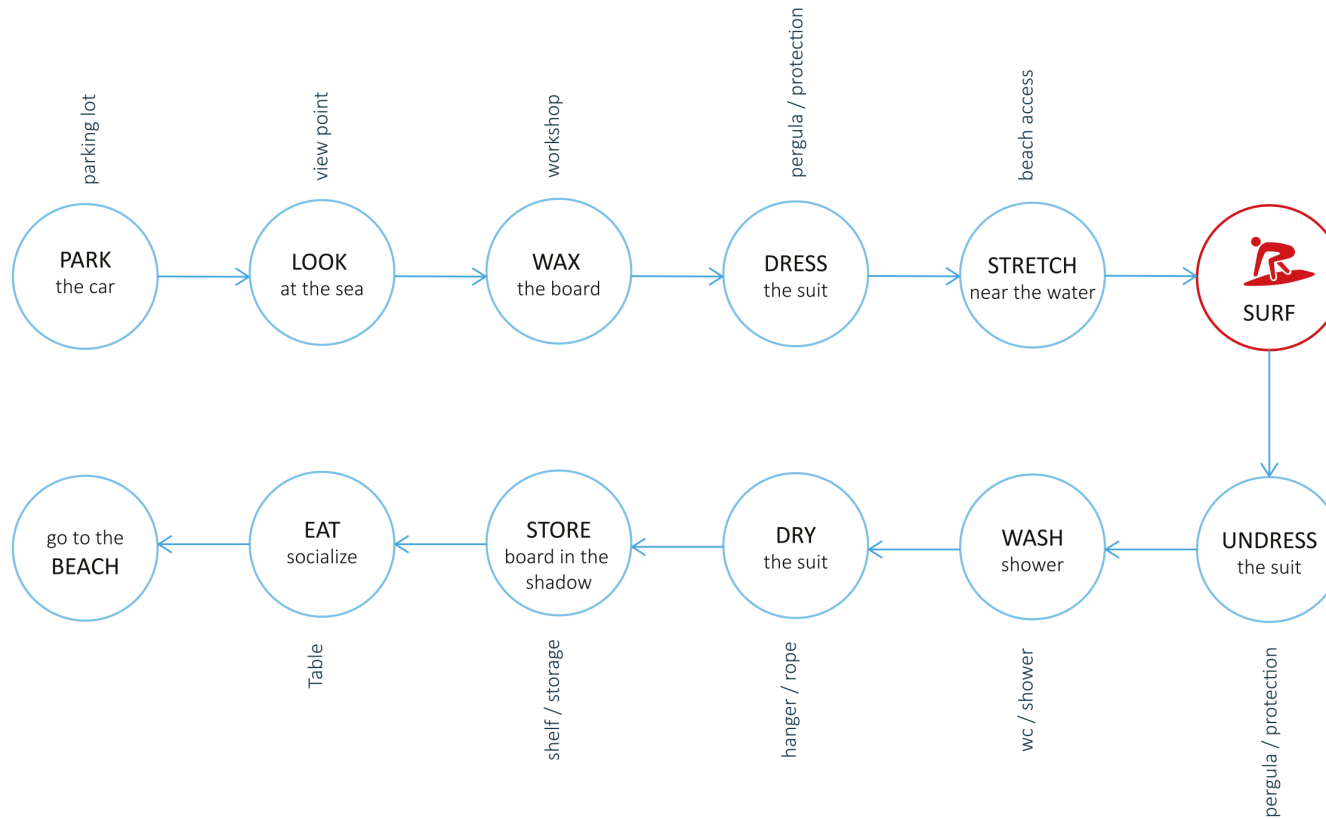 parking lot
view point
workshop
pergula / protection
beach access
PARK
the car
LOOK
at the sea
WAX
the board
DRESS
the suit
STRETCH
near the water
SURF
UNDRESS
the suit
WASH
shower
DRY
the suit
STORE
board in the
shadow
EAT
socialize
go to the
BEACH
pergula / protection
wc / shower
hanger / rope
shelf / storage
Table